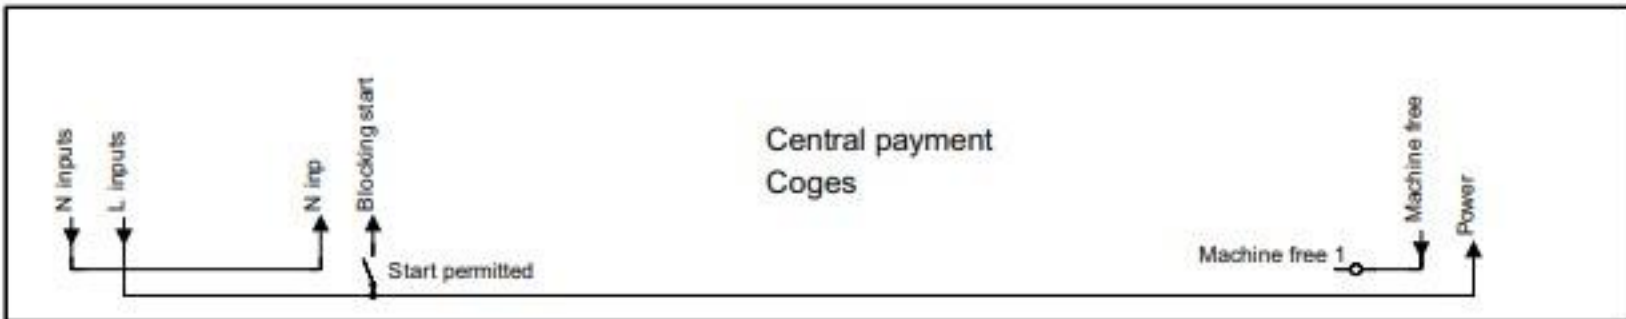 N inputs
L inputs
N inp
Blocking start
Start permitted
Central payment
Coges
Machine free 1
Machine free
Power